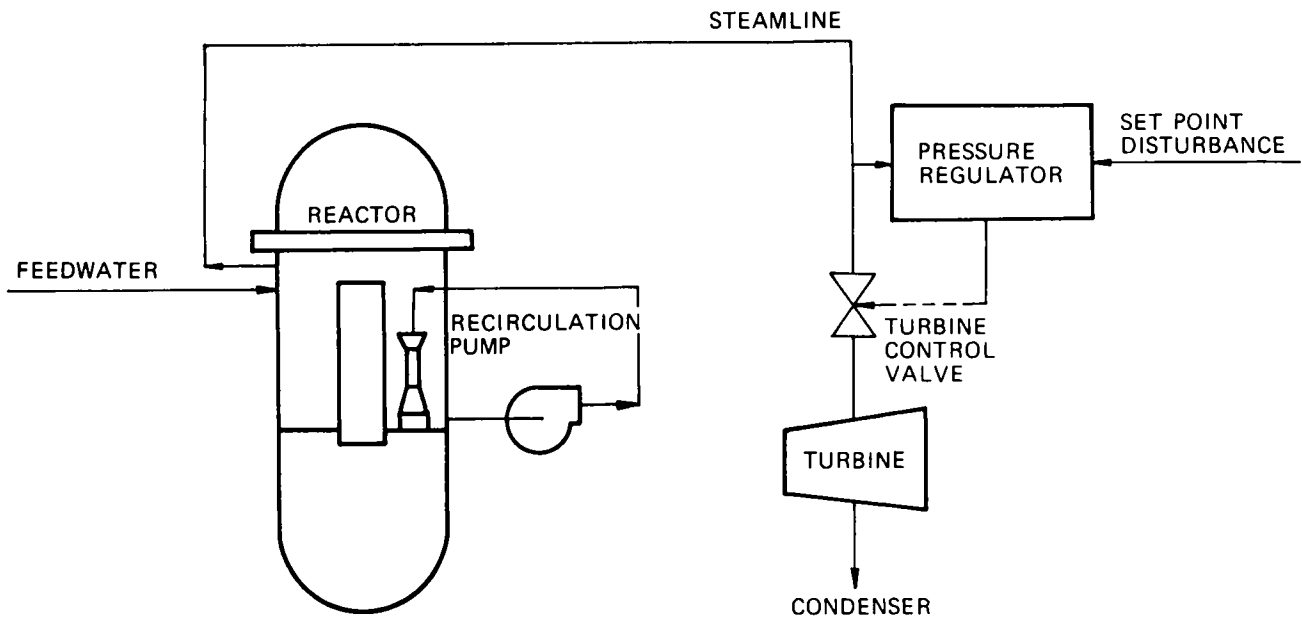 STEAMLINE
SET POINT
DISTURBANCE
PRESSURE
REGULATOR
REACTOR
FEEDWATER
RECIRCULATION
PUMP
TURBINE
CONTROL
VALVE
TURBINE
CONDENSER